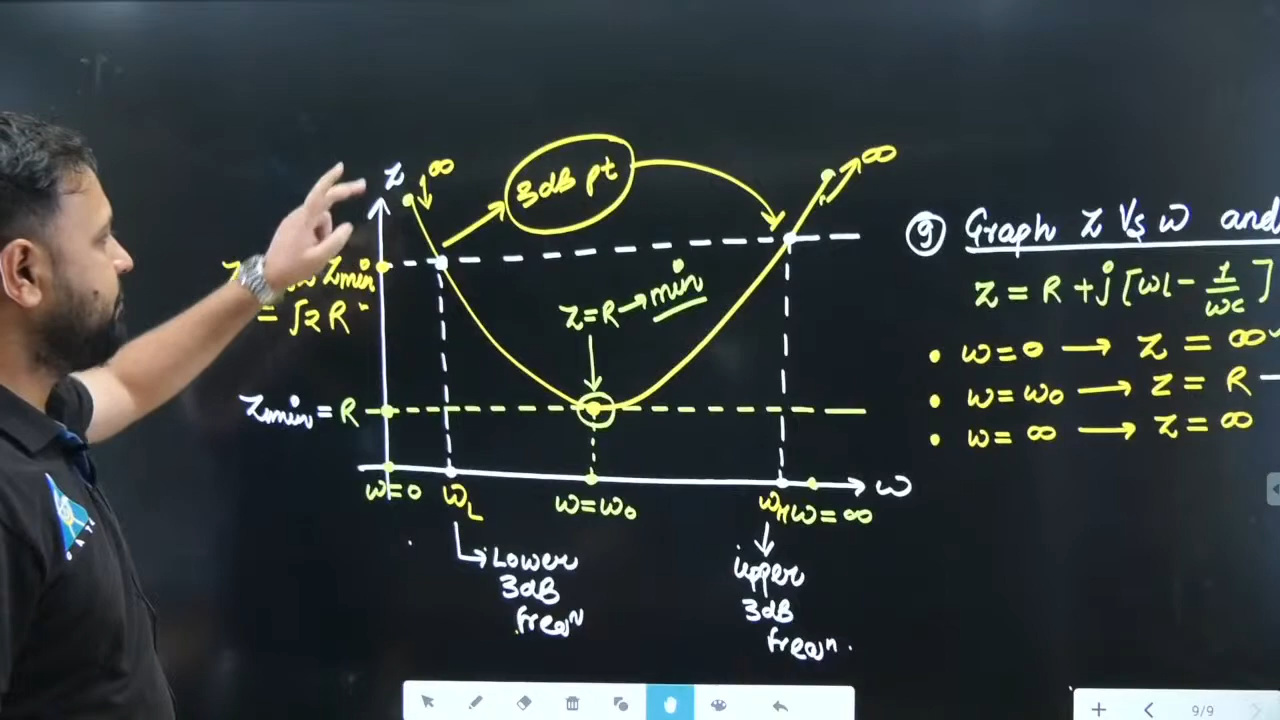 Z
∞
3dB pt
∞
Zmin
= √2 R
Z=R→min
Zmin = R
ω=0
ωL
ω=ω0
ωH
ω=∞
ω
Lower
3dB
freqⁿ
upper
3dB
freqⁿ.
⑨ Graph Z Vs ω and
Z = R + j [ωL - 1/ωC]
• ω=0 → Z = ∞
• ω=ω0 → Z = R
• ω=∞ → Z = ∞
GATE
9/9